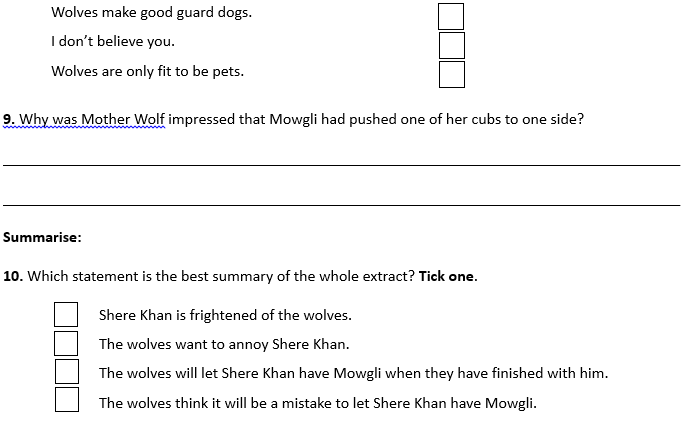 Wolves make good guard dogs.
I don’t believe you.
Wolves are only fit to be pets.
9. Why was Mother Wolf impressed that Mowgli had pushed one of her cubs to one side?
Summarise:
10. Which statement is the best summary of the whole extract? Tick one.
Shere Khan is frightened of the wolves.
The wolves want to annoy Shere Khan.
The wolves will let Shere Khan have Mowgli when they have finished with him.
The wolves think it will be a mistake to let Shere Khan have Mowgli.